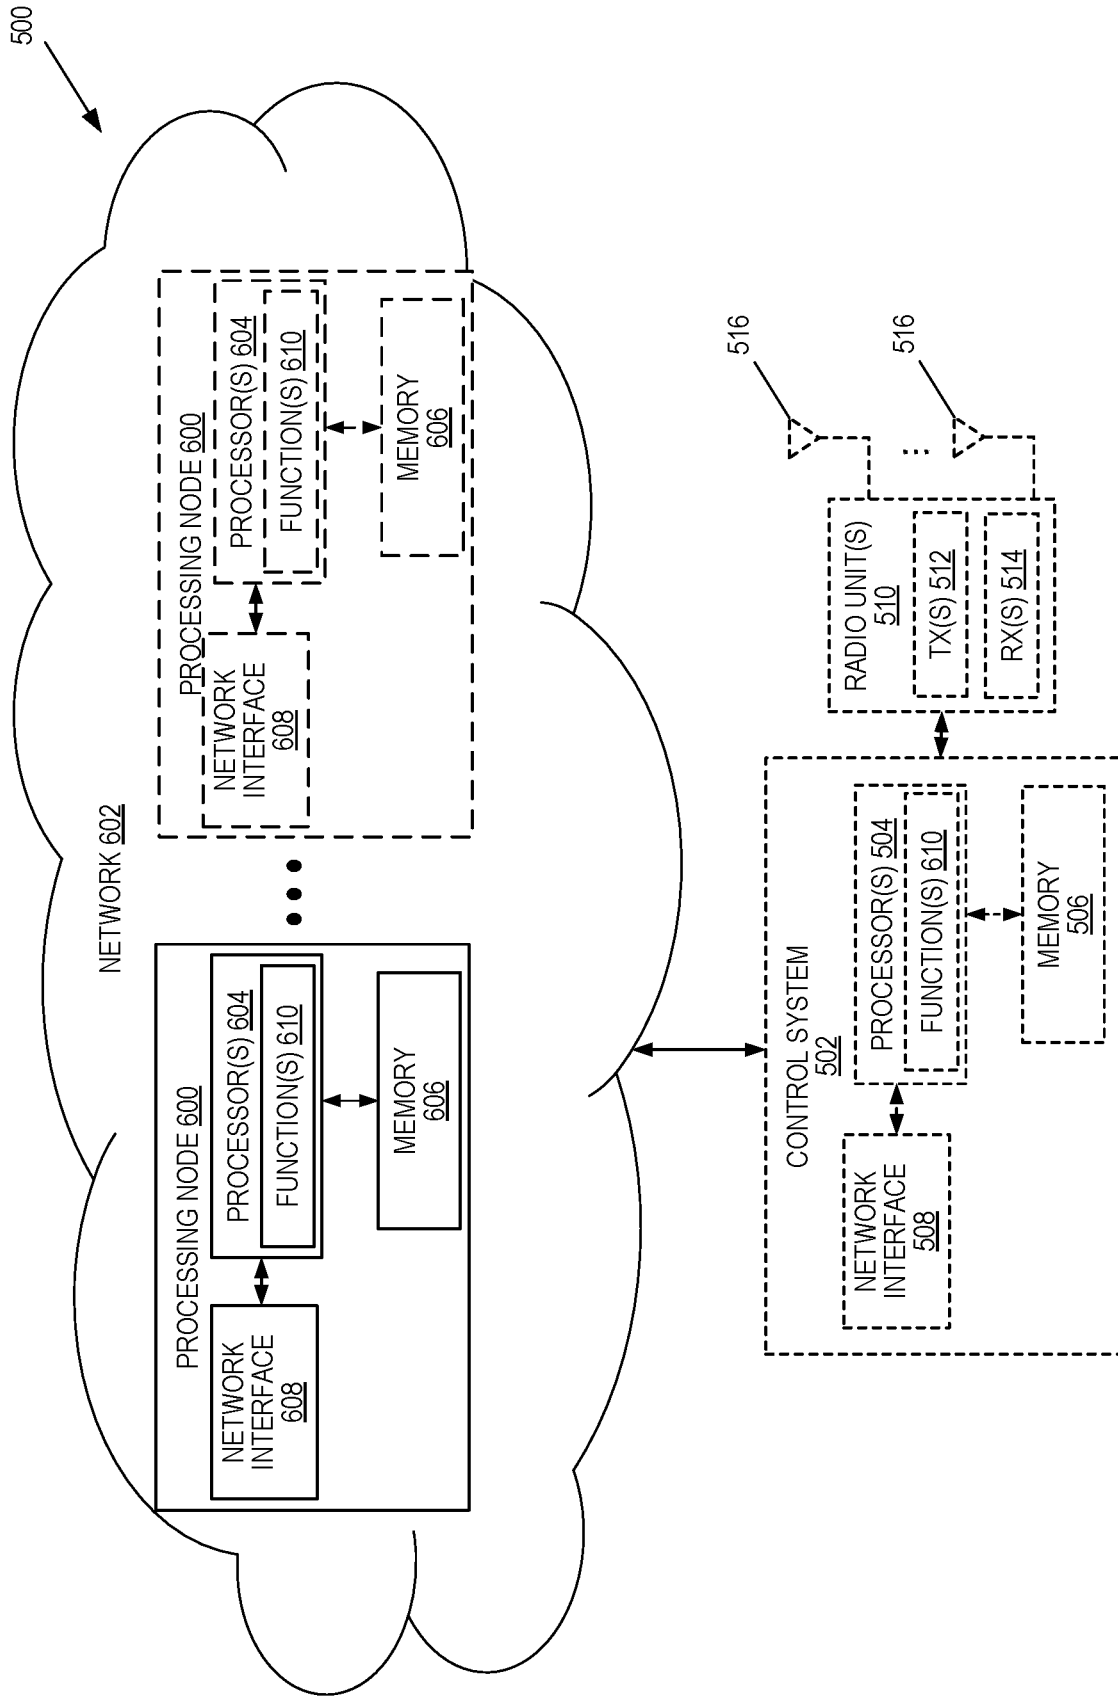 500
NETWORK 602
PROCESSING NODE 600
NETWORK
INTERFACE
608
PROCESSOR(S) 604
FUNCTION(S) 610
MEMORY
606
PROCESSING NODE 600
NETWORK
INTERFACE
608
PROCESSOR(S) 604
FUNCTION(S) 610
MEMORY
606
CONTROL SYSTEM
502
NETWORK
INTERFACE
508
PROCESSOR(S) 504
FUNCTION(S) 610
MEMORY
506
RADIO UNIT(S)
510
TX(S) 512
RX(S) 514
516
516